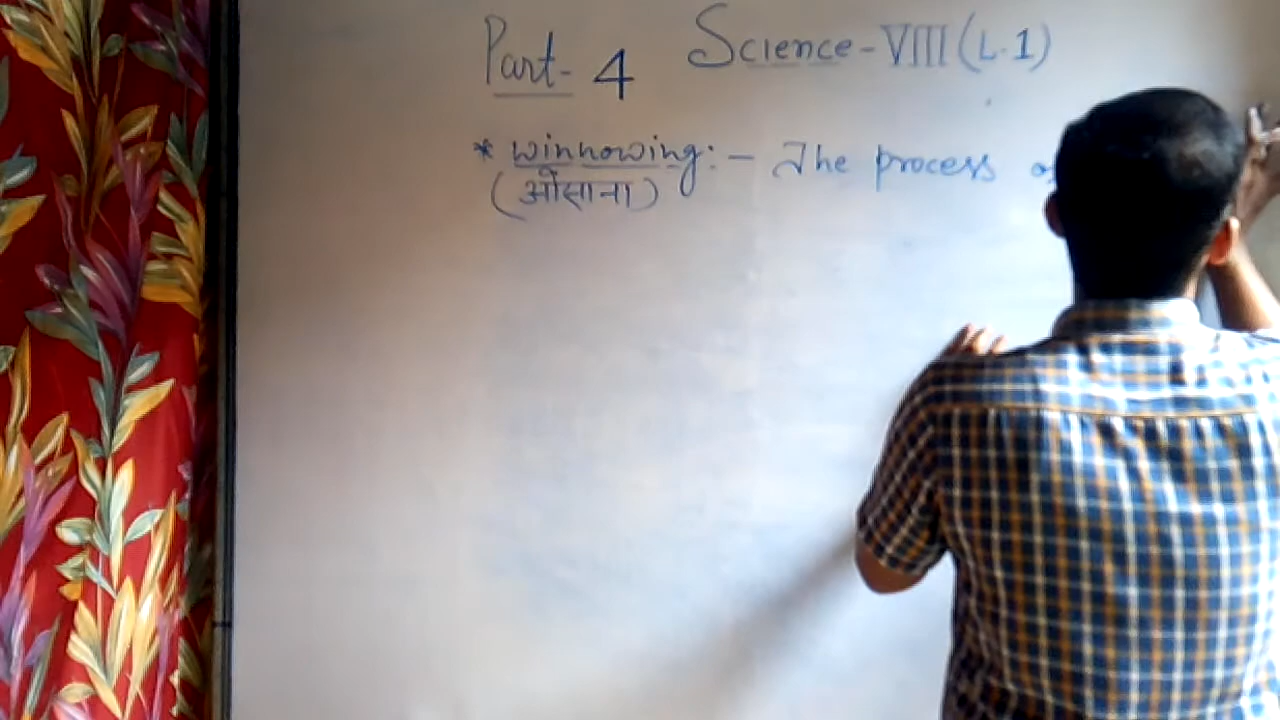 Part- 4 Science-VIII (L.1)
* winnowing:- The process
(ओसाना)